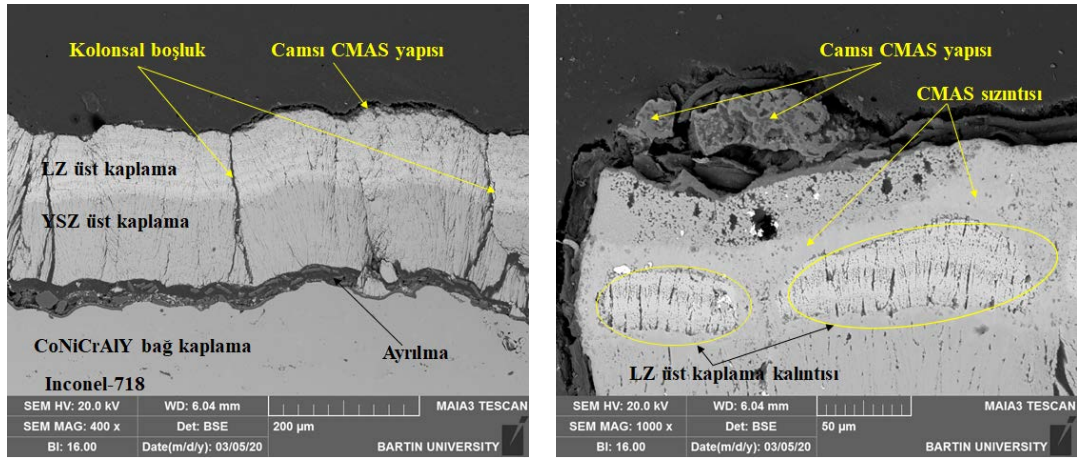 Kolonsal boşluk
Camsı CMAS yapısı
LZ üst kaplama
YSZ üst kaplama
CoNiCrAlY bağ kaplama
Ayrılma
Inconel-718
SEM HV: 20.0 kV WD: 6.04 mm MAIA3 TESCAN
SEM MAG: 400 x Det: BSE 200 µm
BI: 16.00 Date(m/d/y): 03/05/20 BARTIN UNIVERSITY
Camsı CMAS yapısı
CMAS sızıntısı
LZ üst kaplama kalıntısı
SEM HV: 20.0 kV WD: 6.04 mm MAIA3 TESCAN
SEM MAG: 1000 x Det: BSE 50 µm
BI: 16.00 Date(m/d/y): 03/05/20 BARTIN UNIVERSITY